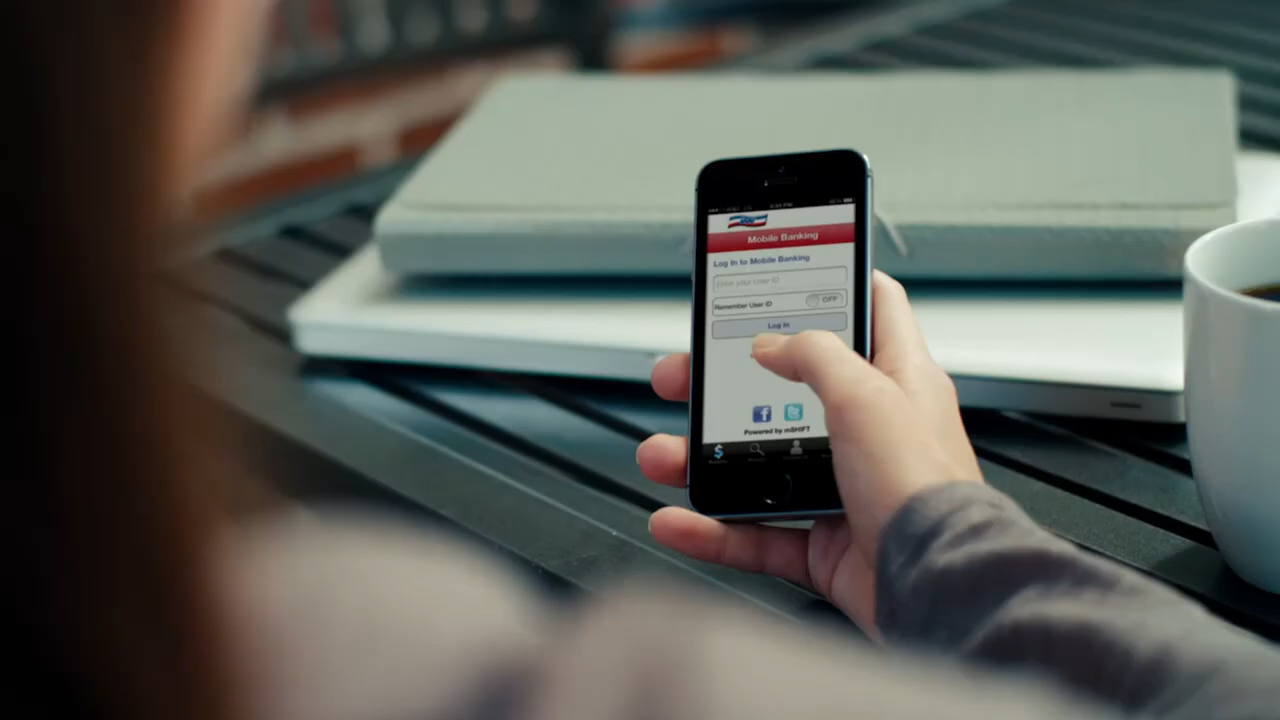 Mobile Banking
Log In to Mobile Banking
Enter your User ID
Remember User ID
OFF
Log In
Powered by mSHIFT